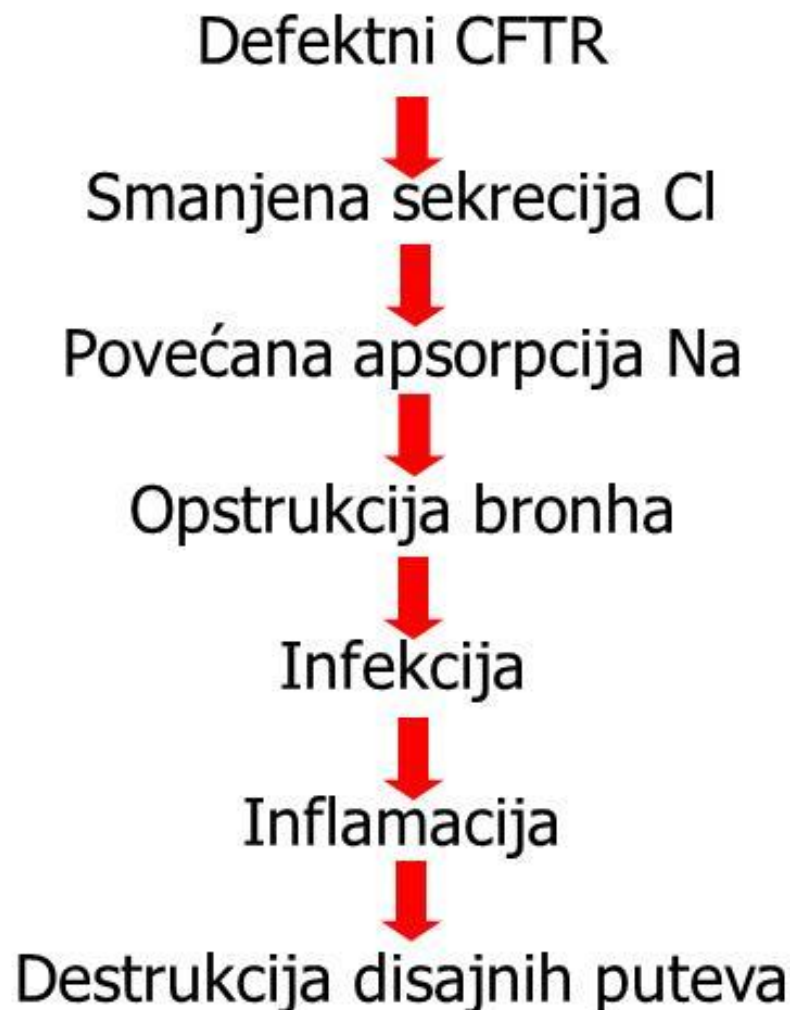 Defektni CFTR
Smanjena sekrecija Cl
Povećana apsorpcija Na
Opstrukcija bronha
Infekcija
Inflamacija
Destrukcija disajnih puteva